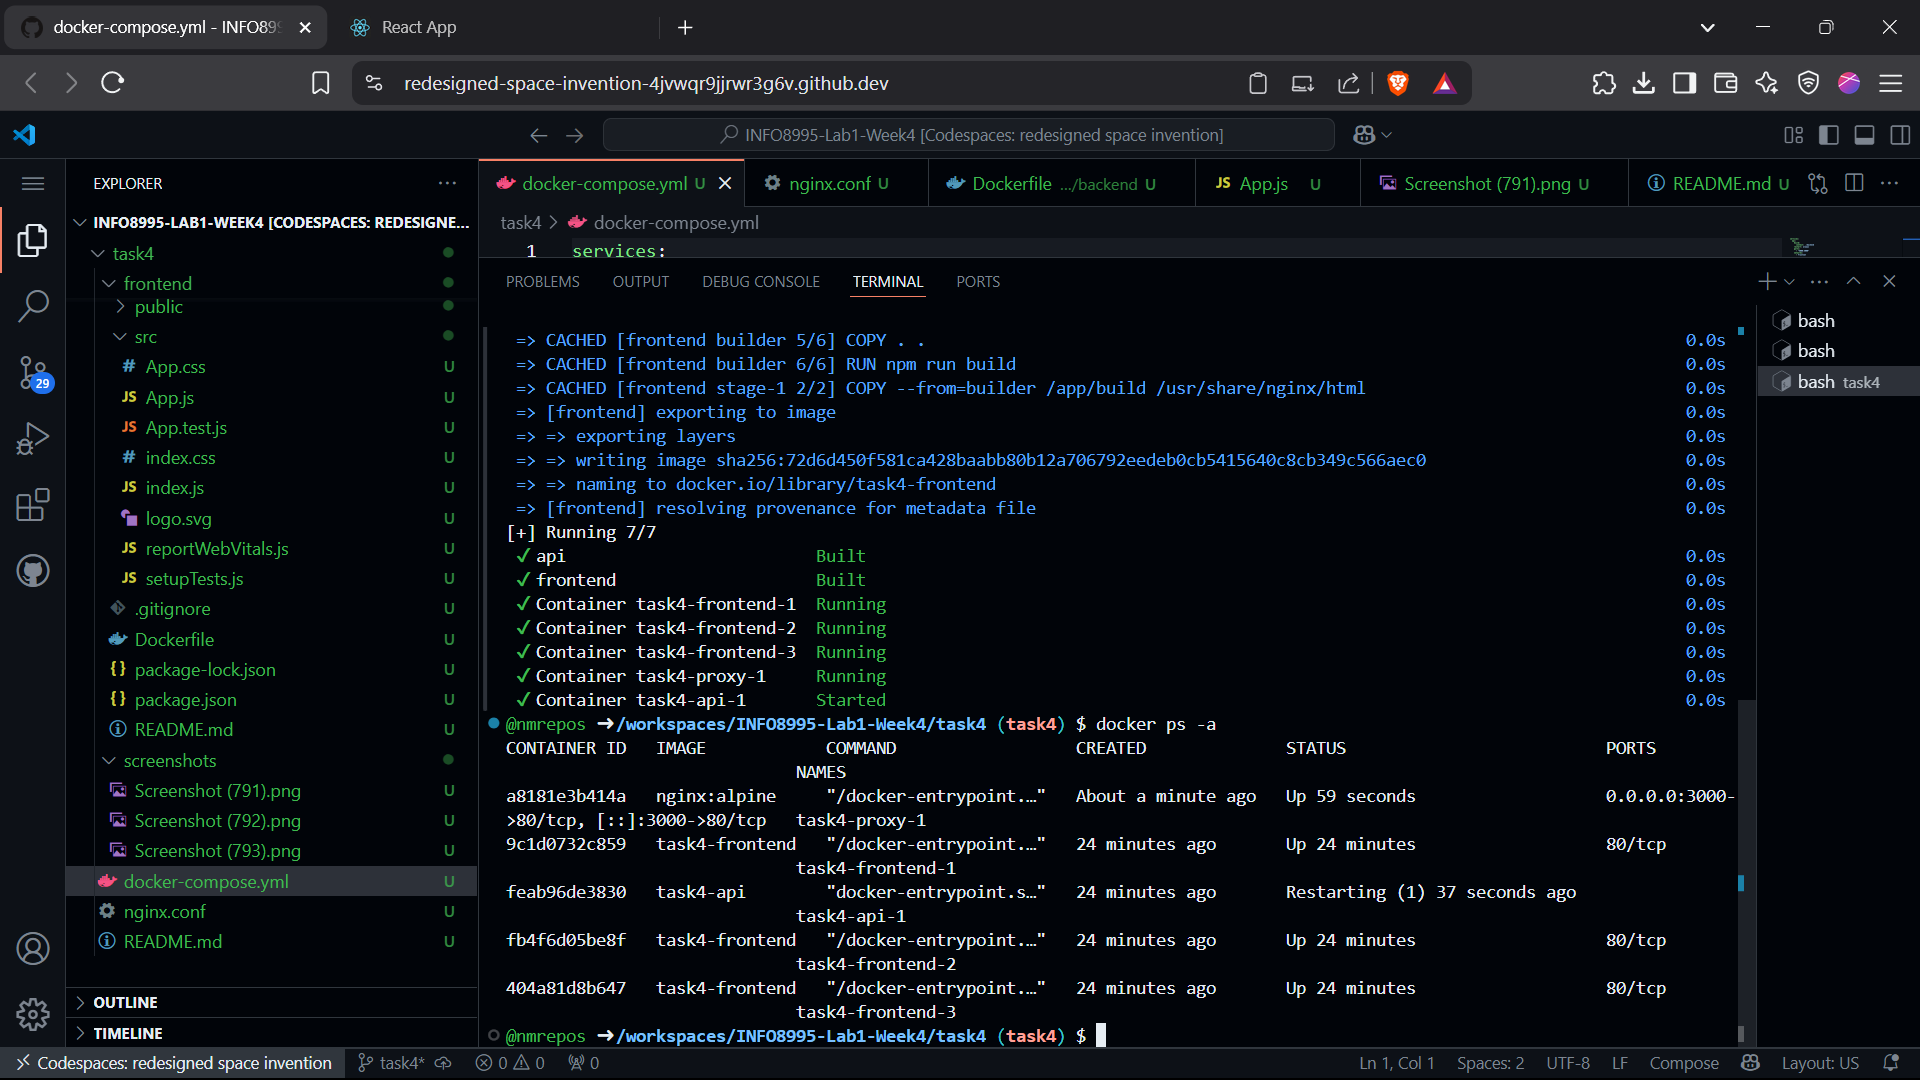 docker-compose.yml - INFO89
React App
redesigned-space-invention-4jvwqr9jjrwr3g6v.github.dev
INFO8995-Lab1-Week4 [Codespaces: redesigned space invention]
EXPLORER
docker-compose.yml U
nginx.conf U
Dockerfile .../backend U
JS App.js U
Screenshot (791).png U
README.md U
INFO8995-LAB1-WEEK4 [CODESPACES: REDESIGNE...
task4 > docker-compose.yml
1 services:
task4
frontend
public
src
# App.css U
JS App.js U
JS App.test.js U
# index.css U
JS index.js U
logo.svg U
JS reportWebVitals.js U
JS setupTests.js U
.gitignore U
Dockerfile U
{} package-lock.json U
{} package.json U
README.md U
screenshots
Screenshot (791).png U
Screenshot (792).png U
Screenshot (793).png U
docker-compose.yml U
nginx.conf U
README.md U
OUTLINE
TIMELINE
29
PROBLEMS OUTPUT DEBUG CONSOLE TERMINAL PORTS
=> CACHED [frontend builder 5/6] COPY . . 0.0s
=> CACHED [frontend builder 6/6] RUN npm run build 0.0s
=> CACHED [frontend stage-1 2/2] COPY --from=builder /app/build /usr/share/nginx/html 0.0s
=> [frontend] exporting to image 0.0s
=> => exporting layers 0.0s
=> => writing image sha256:72d6d450f581ca428baabb80b12a706792eedeb0cb5415640c8cb349c566aec0 0.0s
=> => naming to docker.io/library/task4-frontend 0.0s
=> [frontend] resolving provenance for metadata file 0.0s
[+] Running 7/7
✓ api Built 0.0s
✓ frontend Built 0.0s
✓ Container task4-frontend-1 Running 0.0s
✓ Container task4-frontend-2 Running 0.0s
✓ Container task4-frontend-3 Running 0.0s
✓ Container task4-proxy-1 Running 0.0s
✓ Container task4-api-1 Started 0.0s
@nmrepos ➜/workspaces/INFO8995-Lab1-Week4/task4 (task4) $ docker ps -a
CONTAINER ID IMAGE COMMAND CREATED STATUS PORTS
NAMES
a8181e3b414a nginx:alpine "/docker-entrypoint.…" About a minute ago Up 59 seconds 0.0.0.0:3000-
>80/tcp, [::]:3000->80/tcp task4-proxy-1
9c1d0732c859 task4-frontend "/docker-entrypoint.…" 24 minutes ago Up 24 minutes 80/tcp
task4-frontend-1
feab96de3830 task4-api "docker-entrypoint.s…" 24 minutes ago Restarting (1) 37 seconds ago
task4-api-1
fb4f6d05be8f task4-frontend "/docker-entrypoint.…" 24 minutes ago Up 24 minutes 80/tcp
task4-frontend-2
404a81d8b647 task4-frontend "/docker-entrypoint.…" 24 minutes ago Up 24 minutes 80/tcp
task4-frontend-3
@nmrepos ➜/workspaces/INFO8995-Lab1-Week4/task4 (task4) $
bash
bash
bash task4
Codespaces: redesigned space invention task4* 0 0 0 Ln 1, Col 1 Spaces: 2 UTF-8 LF Compose Layout: US